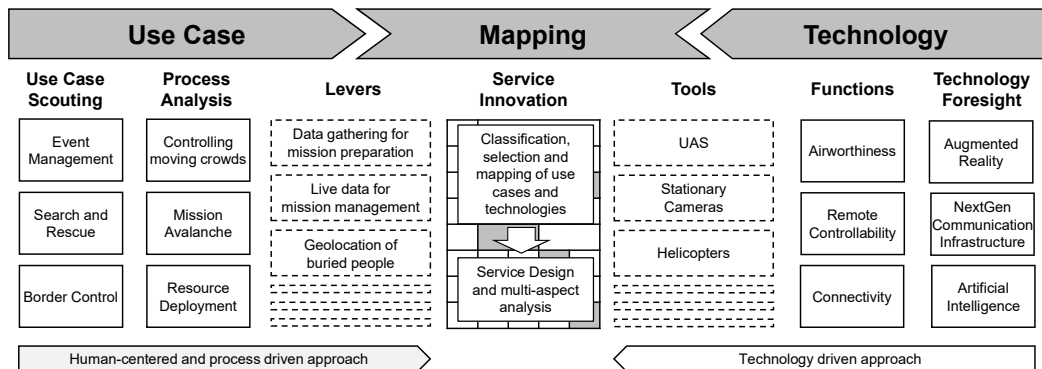 Use Case
Mapping
Technology
Use Case
Scouting
Process
Analysis
Levers
Service
Innovation
Tools
Functions
Technology
Foresight
Event
Management
Search and
Rescue
Border Control
Controlling
moving crowds
Mission
Avalanche
Resource
Deployment
Data gathering for
mission preparation
Live data for
mission management
Geolocation of
buried people
Classification,
selection and
mapping of use
cases and
technologies
Service Design
and multi-aspect
analysis
UAS
Stationary
Cameras
Helicopters
Airworthiness
Remote
Controllability
Connectivity
Augmented
Reality
NextGen
Communication
Infrastructure
Artificial
Intelligence
Human-centered and process driven approach
Technology driven approach